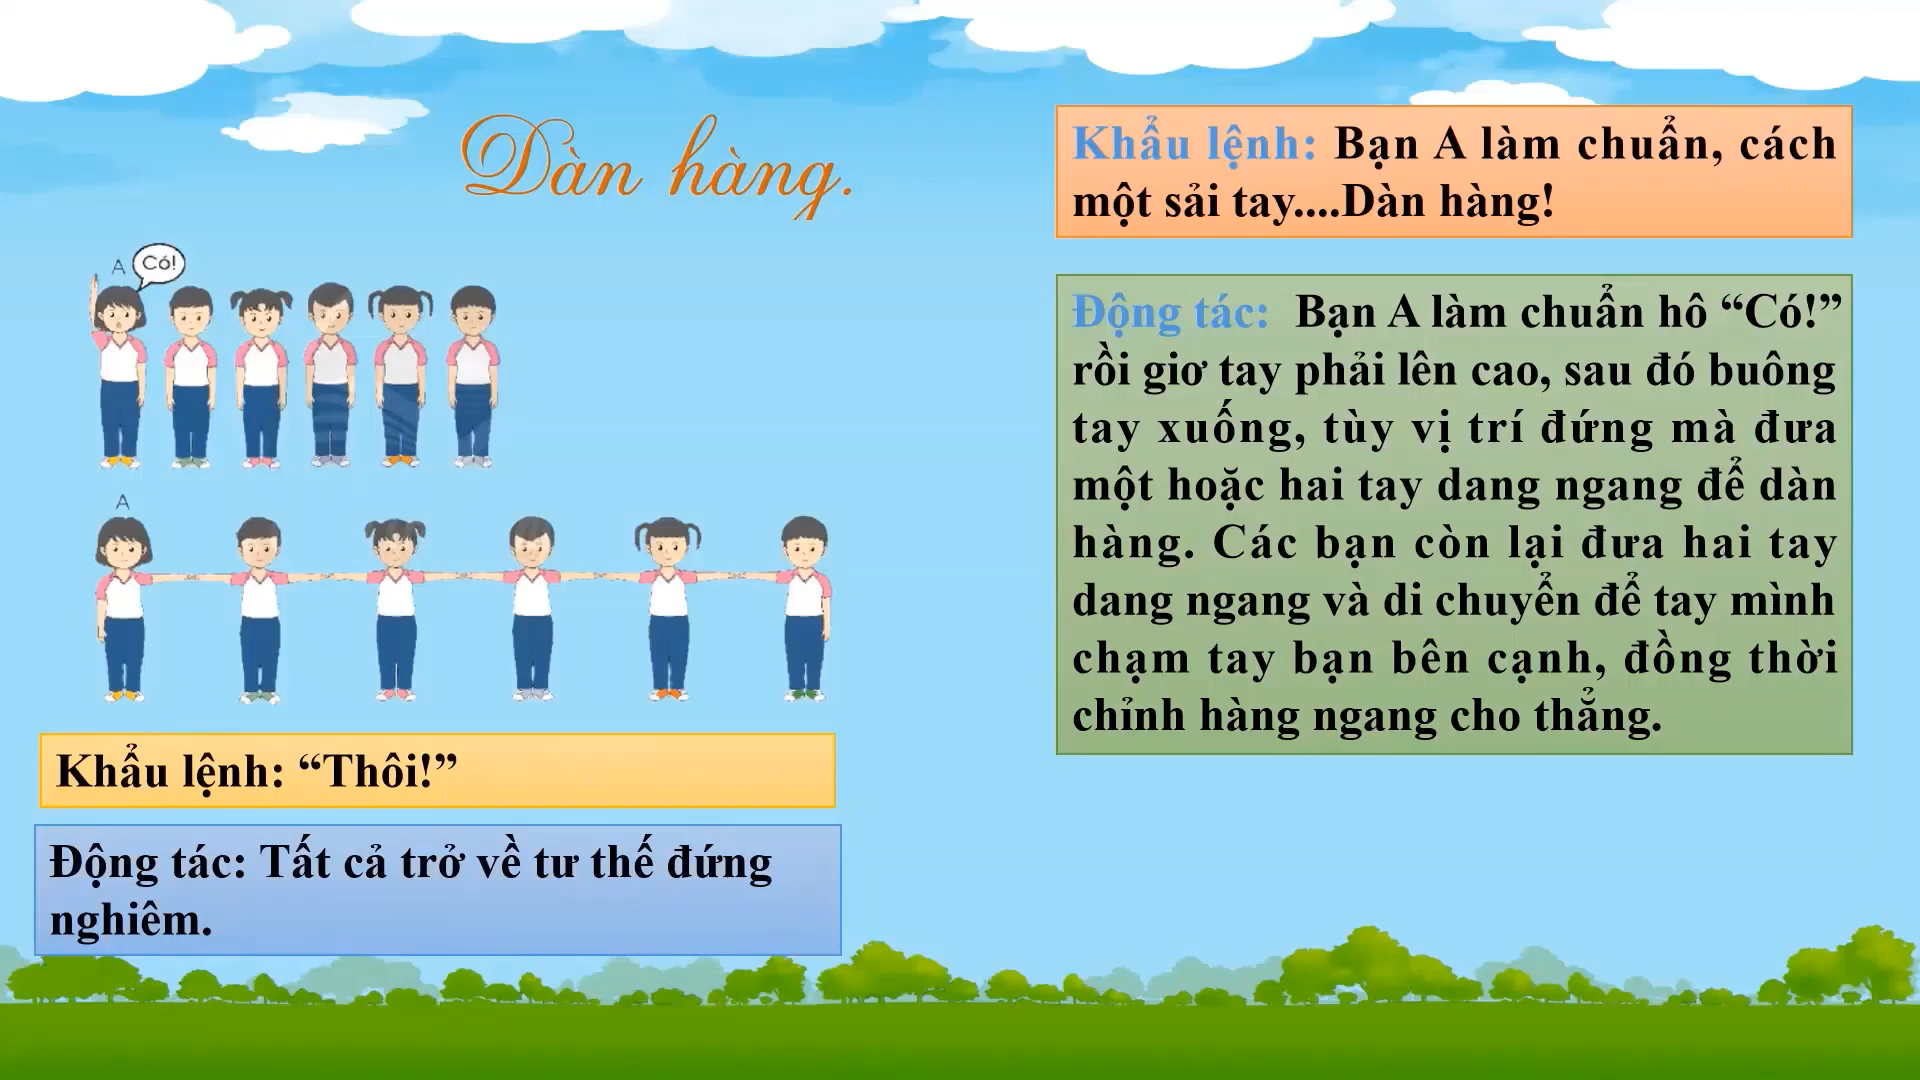 Dàn hàng.
Khẩu lệnh: Bạn A làm chuẩn, cách
một sải tay....Dàn hàng!
A
Có!
Động tác:  Bạn A làm chuẩn hô “Có!”
rồi giơ tay phải lên cao, sau đó buông
tay xuống, tùy vị trí đứng mà đưa
một hoặc hai tay dang ngang để dàn
hàng. Các bạn còn lại đưa hai tay
dang ngang và di chuyển để tay mình
chạm tay bạn bên cạnh, đồng thời
chỉnh hàng ngang cho thẳng.
A
Khẩu lệnh: “Thôi!”
Động tác: Tất cả trở về tư thế đứng
nghiêm.